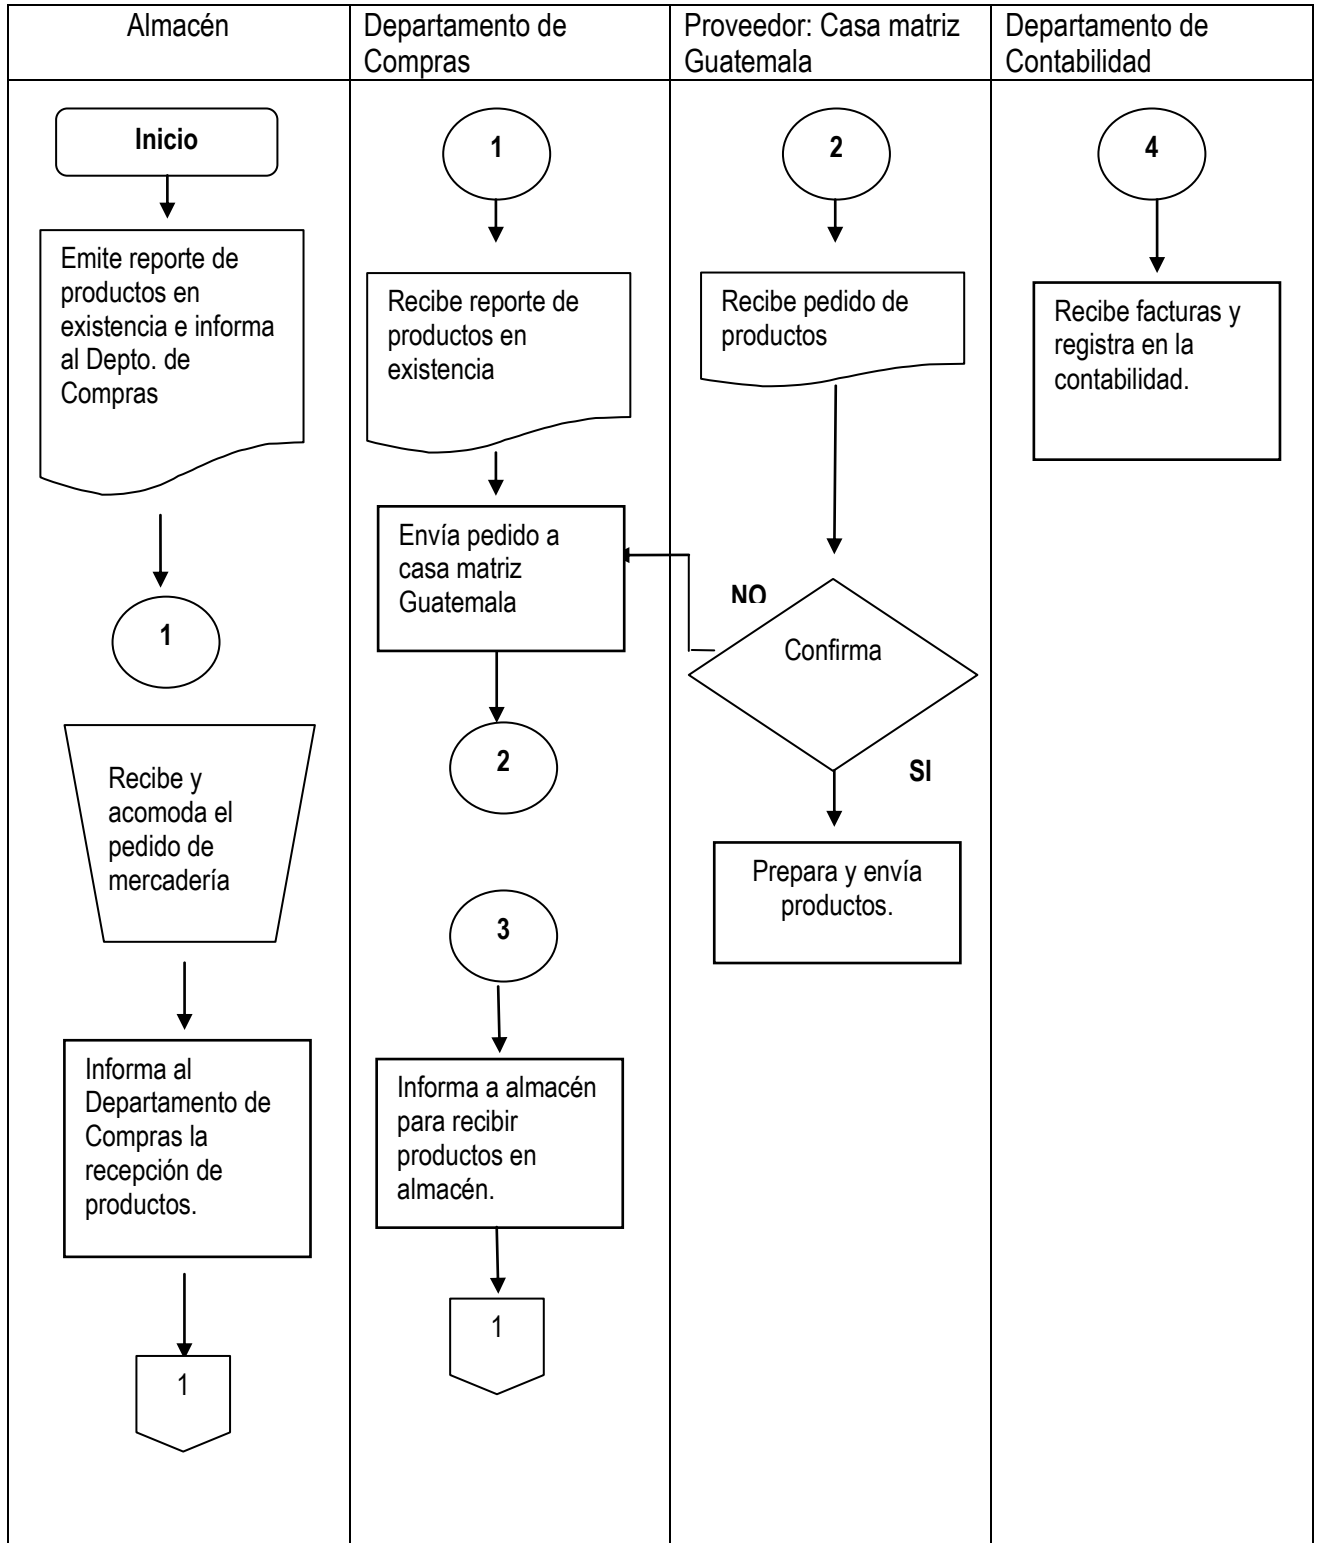 Almacén
Departamento de
Compras
Proveedor: Casa matriz
Guatemala
Departamento de
Contabilidad
Inicio
Emite reporte de
productos en
existencia e informa
al Depto. de
Compras
1
Recibe y
acomoda el
pedido de
mercadería
Informa al
Departamento de
Compras la
recepción de
productos.
1
1
Recibe reporte de
productos en
existencia
Envía pedido a
casa matriz
Guatemala
2
3
Informa a almacén
para recibir
productos en
almacén.
1
2
Recibe pedido de
productos
NO
Confirma
SI
Prepara y envía
productos.
4
Recibe facturas y
registra en la
contabilidad.